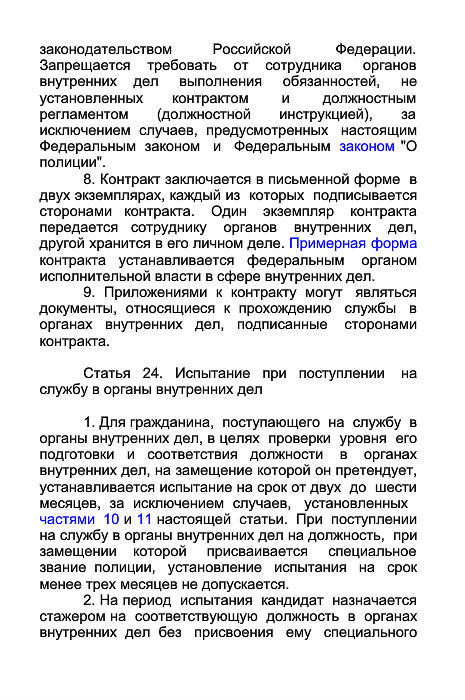 законодательством Российской Федерации.
Запрещается требовать от сотрудника органов
внутренних дел выполнения обязанностей, не
установленных контрактом и должностным
регламентом (должностной инструкцией), за
исключением случаев, предусмотренных настоящим
Федеральным законом и Федеральным законом "О
полиции".
8. Контракт заключается в письменной форме в
двух экземплярах, каждый из которых подписывается
сторонами контракта. Один экземпляр контракта
передается сотруднику органов внутренних дел,
другой хранится в его личном деле. Примерная форма
контракта устанавливается федеральным органом
исполнительной власти в сфере внутренних дел.
9. Приложениями к контракту могут являться
документы, относящиеся к прохождению службы в
органах внутренних дел, подписанные сторонами
контракта.
Статья 24. Испытание при поступлении на
службу в органы внутренних дел
1. Для гражданина, поступающего на службу в
органы внутренних дел, в целях проверки уровня его
подготовки и соответствия должности в органах
внутренних дел, на замещение которой он претендует,
устанавливается испытание на срок от двух до шести
месяцев, за исключением случаев, установленных
частями 10 и 11 настоящей статьи. При поступлении
на службу в органы внутренних дел на должность, при
замещении которой присваивается специальное
звание полиции, установление испытания на срок
менее трех месяцев не допускается.
2. На период испытания кандидат назначается
стажером на соответствующую должность в органах
внутренних дел без присвоения ему специального